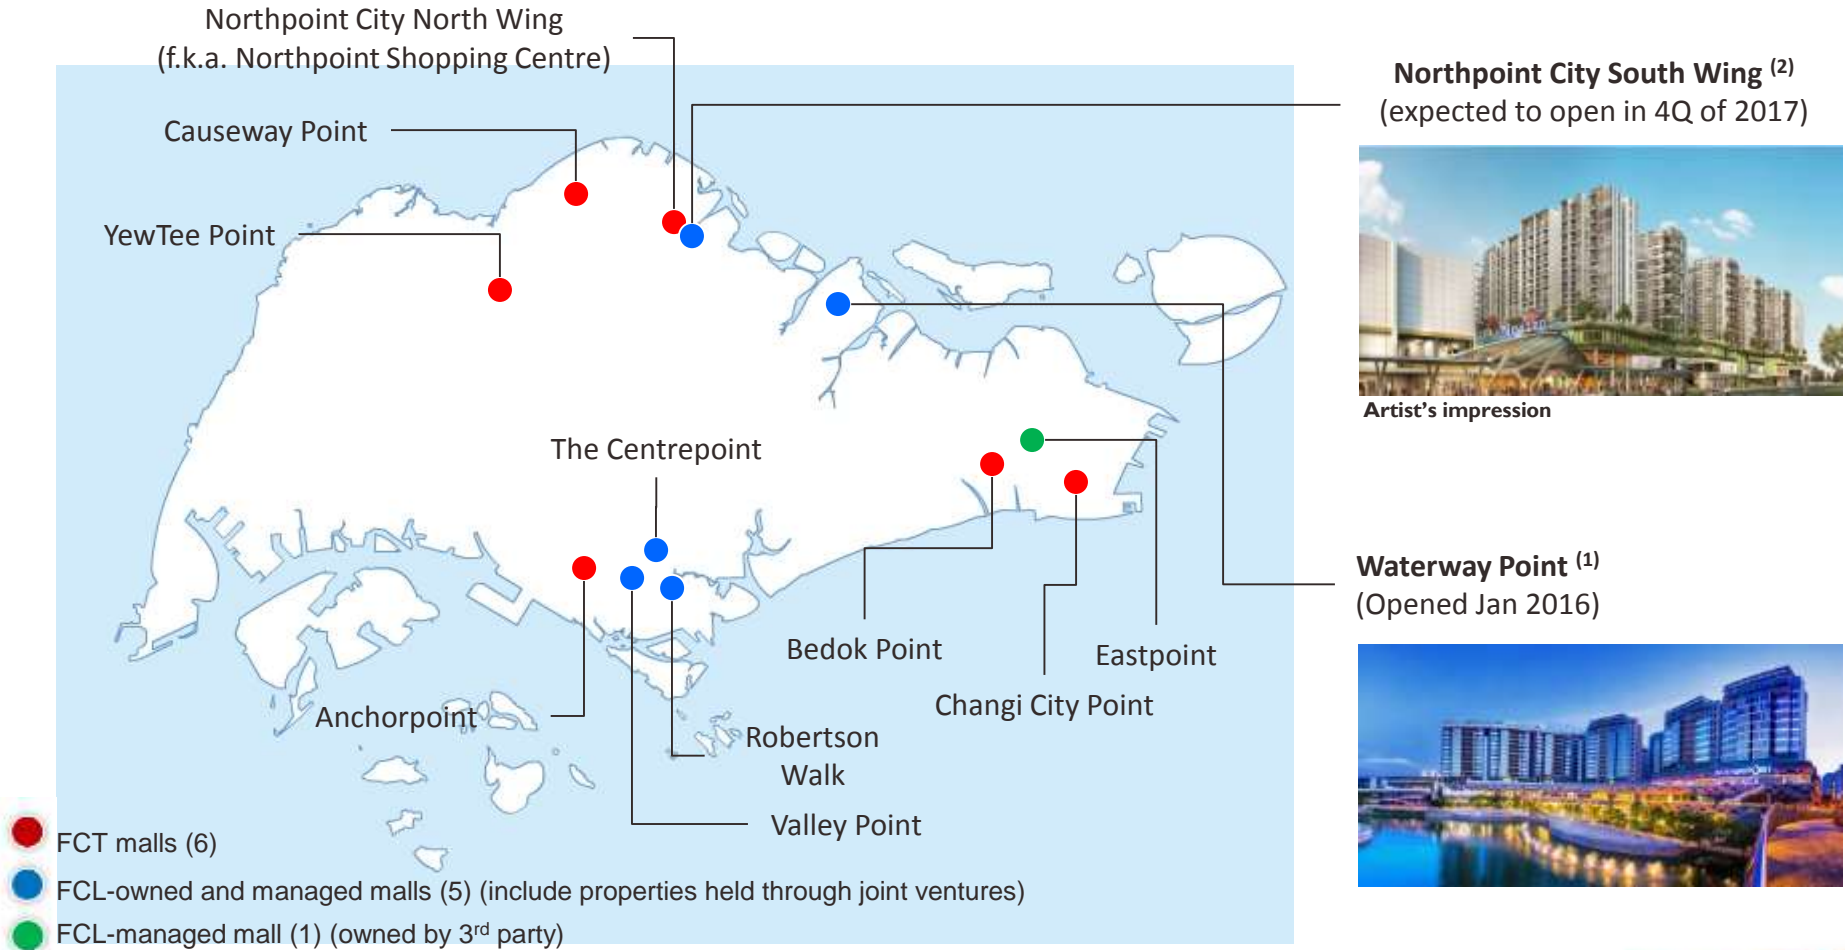 Northpoint City North Wing
(f.k.a. Northpoint Shopping Centre)
Northpoint City South Wing (2)
(expected to open in 4Q of 2017)
Causeway Point
YewTee Point
Artist's impression
The Centrepoint
Waterway Point (1)
(Opened Jan 2016)
Bedok Point
Eastpoint
Changi City Point
Anchorpoint
Robertson
Walk
Valley Point
FCT malls (6)
FCL-owned and managed malls (5) (include properties held through joint ventures)
FCL-managed mall (1) (owned by 3rd party)